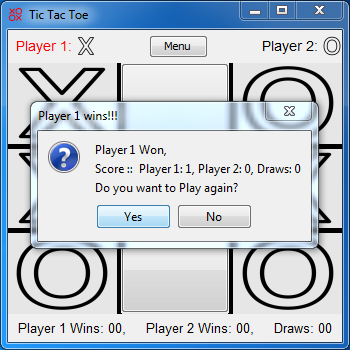 Tic Tac Toe
Player 1: X
Menu
Player 2: O
X
O
Player 1 wins!!!
Player 1 Won,
Score :: Player 1: 1, Player 2: 0, Draws: 0
Do you want to Play again?
Yes
No
O
O
Player 1 Wins: 00, Player 2 Wins: 00, Draws: 00